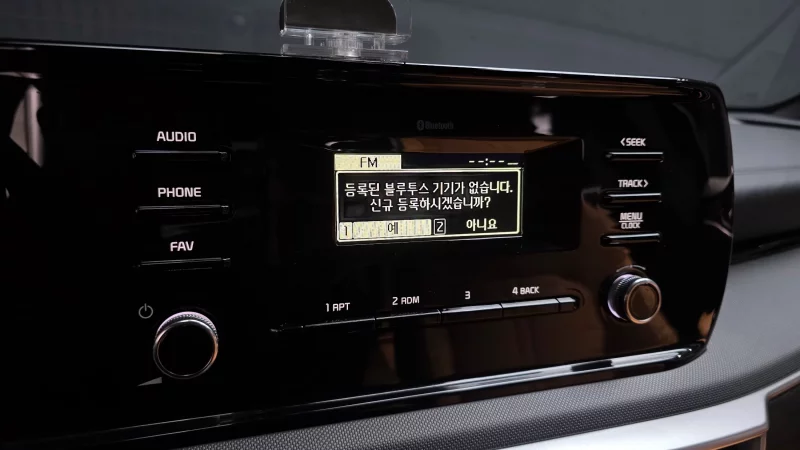 Bluetooth
AUDIO
PHONE
FAV
FM --:--
등록된 블루투스 기기가 없습니다.
신규 등록하시겠습니까?
1 예 2 아니요
<SEEK
TRACK>
MENU
CLOCK
1 RPT 2 RDM 3 4 BACK